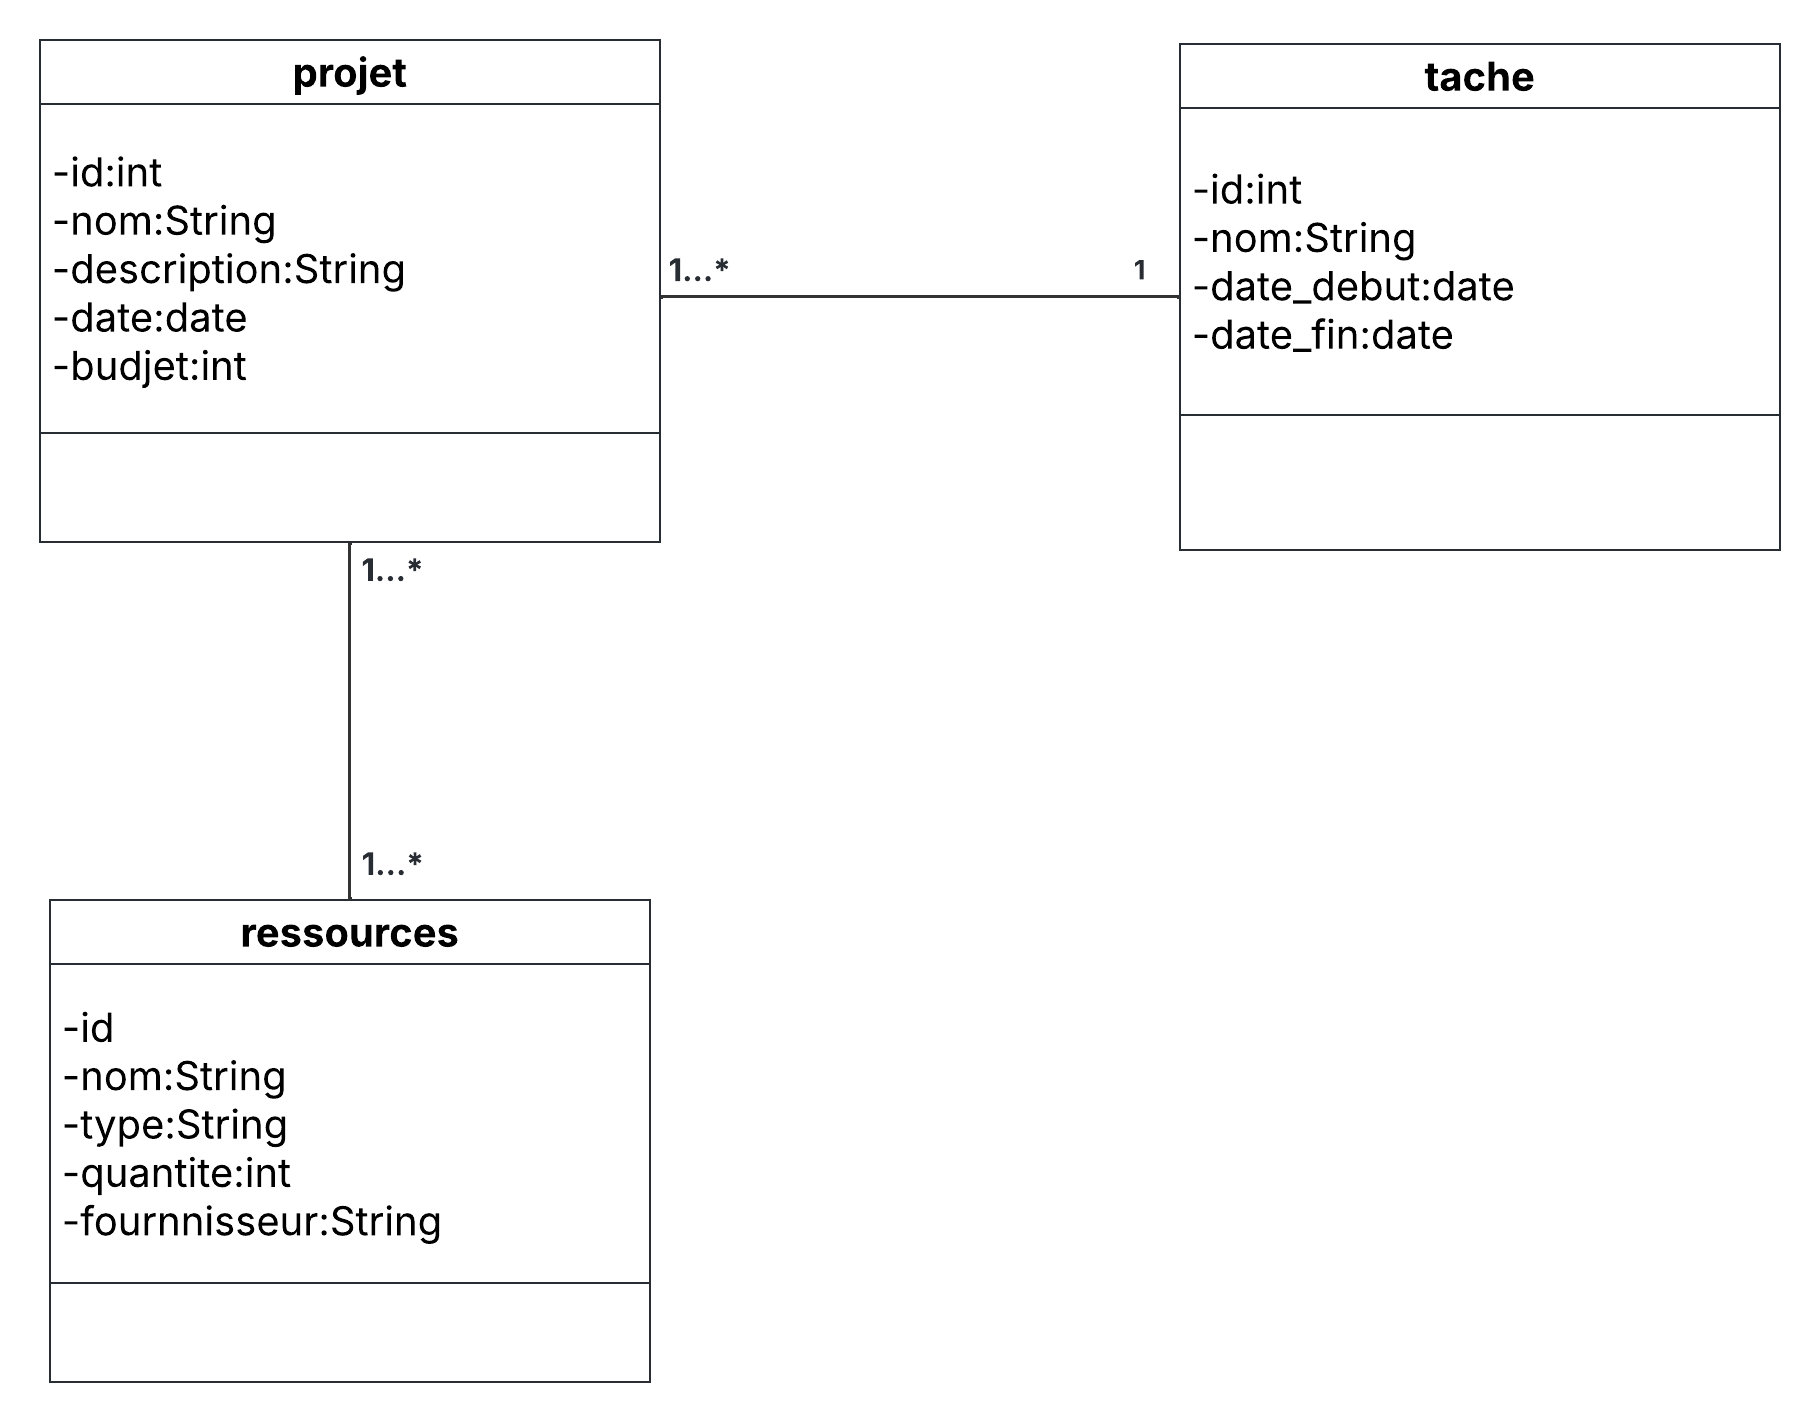 projet
-id:int
-nom:String
-description:String
-date:date
-budjet:int
1...*
1
tache
-id:int
-nom:String
-date_debut:date
-date_fin:date
1...*
1...*
ressources
-id
-nom:String
-type:String
-quantite:int
-fournnisseur:String